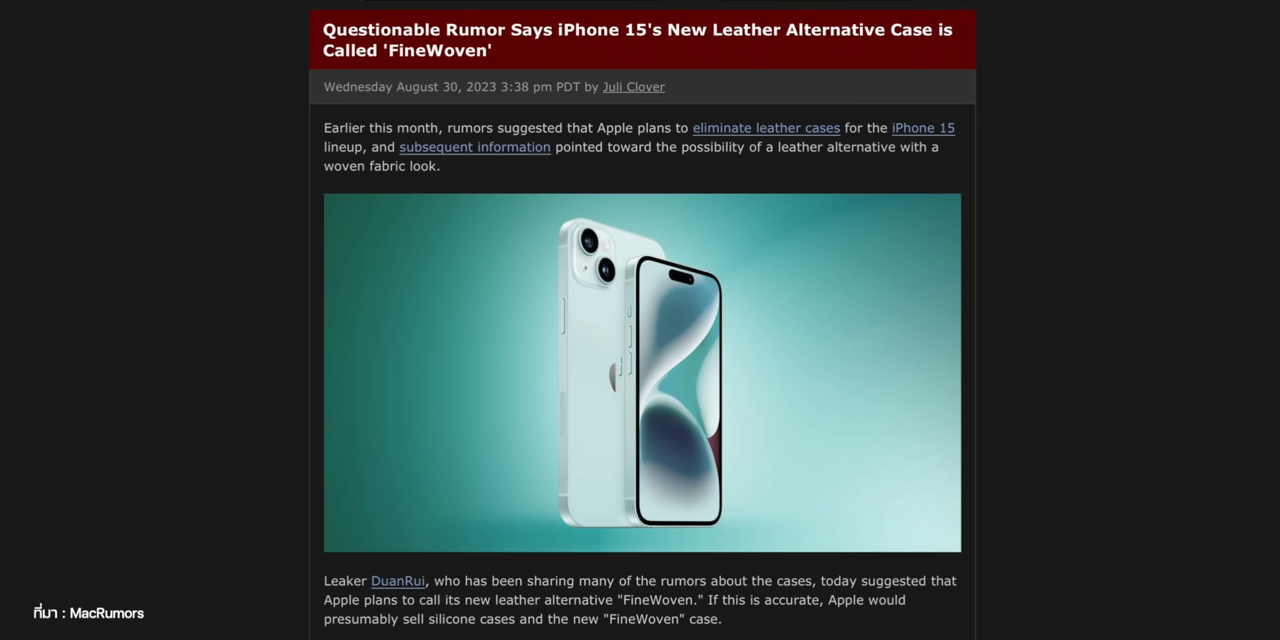 Questionable Rumor Says iPhone 15's New Leather Alternative Case is
Called 'FineWoven'
Wednesday August 30, 2023 3:38 pm PDT by Juli Clover
Earlier this month, rumors suggested that Apple plans to eliminate leather cases for the iPhone 15
lineup, and subsequent information pointed toward the possibility of a leather alternative with a
woven fabric look.
Leaker DuanRui, who has been sharing many of the rumors about the cases, today suggested that
Apple plans to call its new leather alternative "FineWoven." If this is accurate, Apple would
presumably sell silicone cases and the new "FineWoven" case.
ที่มา : MacRumors